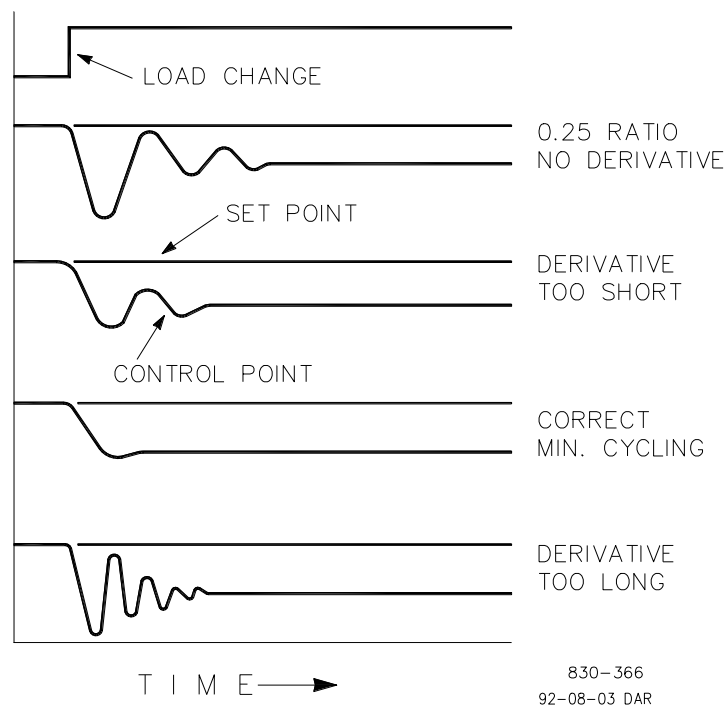 LOAD CHANGE
0.25 RATIO
NO DERIVATIVE
SET POINT
DERIVATIVE
TOO SHORT
CONTROL POINT
CORRECT
MIN. CYCLING
DERIVATIVE
TOO LONG
TIME
830-366
92-08-03 DAR